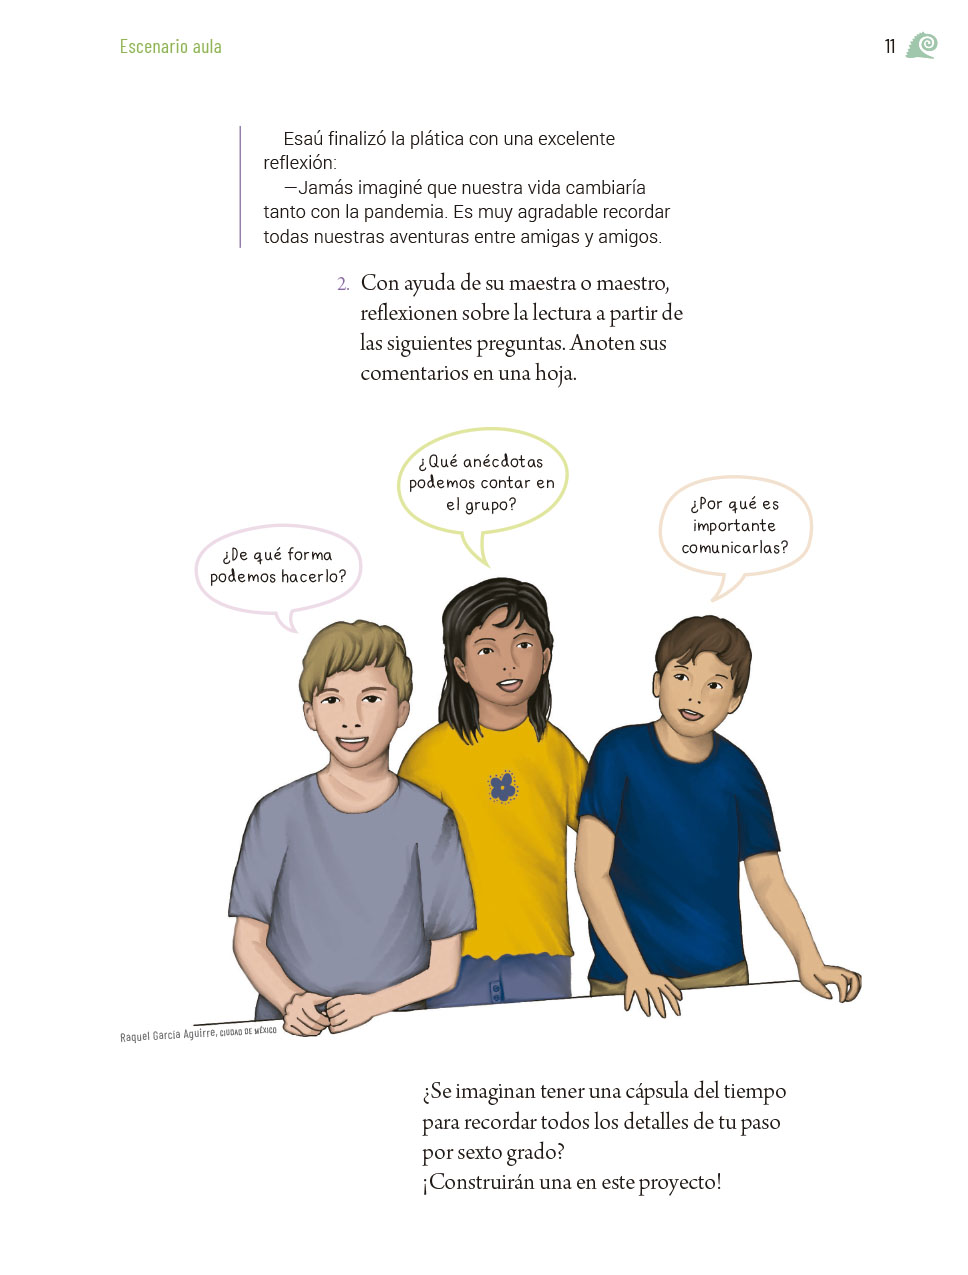 Escenario aula
11
Esaú finalizó la plática con una excelente
reflexión:
—Jamás imaginé que nuestra vida cambiaría
tanto con la pandemia. Es muy agradable recordar
todas nuestras aventuras entre amigas y amigos.
2. Con ayuda de su maestra o maestro,
reflexionen sobre la lectura a partir de
las siguientes preguntas. Anoten sus
comentarios en una hoja.
¿De qué forma
podemos hacerlo?
¿Qué anécdotas
podemos contar en
el grupo?
¿Por qué es
importante
comunicarlas?
Raquel García Aguirre, CIUDAD DE MÉXICO
¿Se imaginan tener una cápsula del tiempo
para recordar todos los detalles de tu paso
por sexto grado?
¡Construirán una en este proyecto!